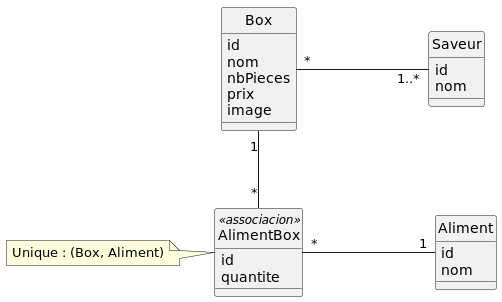 Box
id
nom
nbPieces
prix
image
*
1..*
Saveur
id
nom
1
*
«associacion»
AlimentBox
id
quantite
Unique : (Box, Aliment)
*
1
Aliment
id
nom